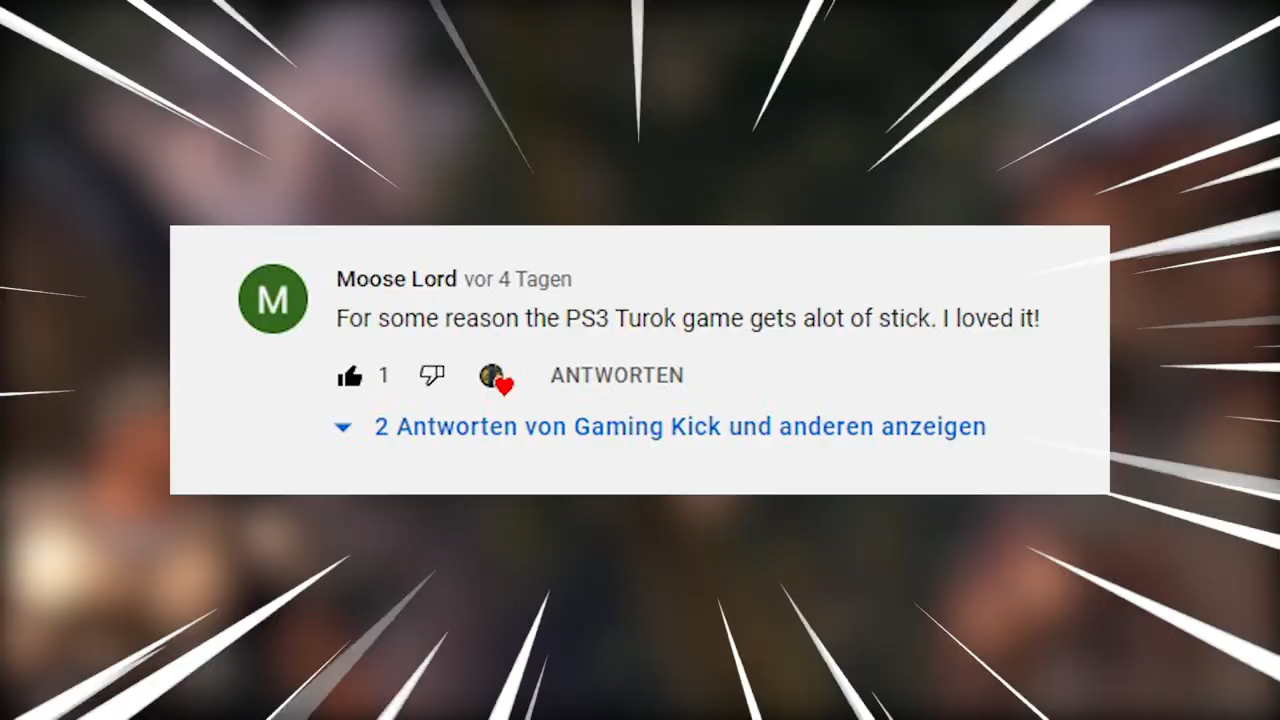 M
Moose Lord vor 4 Tagen
For some reason the PS3 Turok game gets alot of stick. I loved it!
1 ANTWORTEN
2 Antworten von Gaming Kick und anderen anzeigen